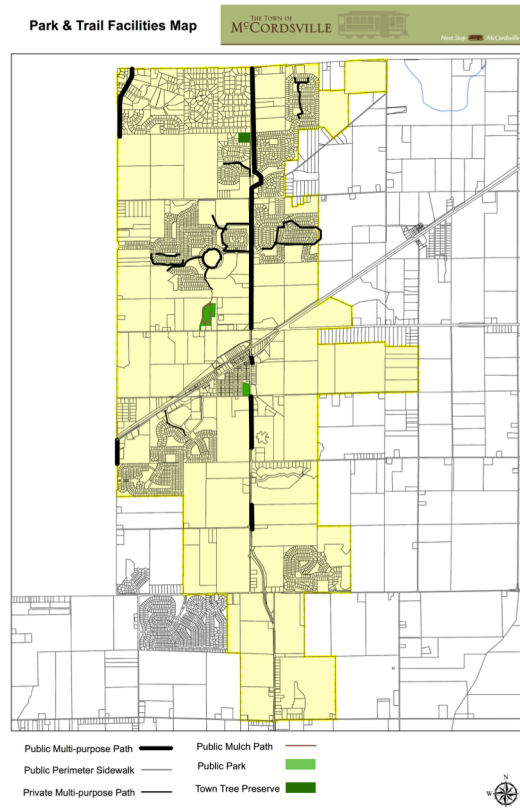 Park & Trail Facilities Map
THE TOWN OF
MCCORDSVILLE
Next Stop McCordsville
Public Multi-purpose Path
Public Mulch Path
Public Perimeter Sidewalk
Public Park
Private Multi-purpose Path
Town Tree Preserve
N
W
E
S